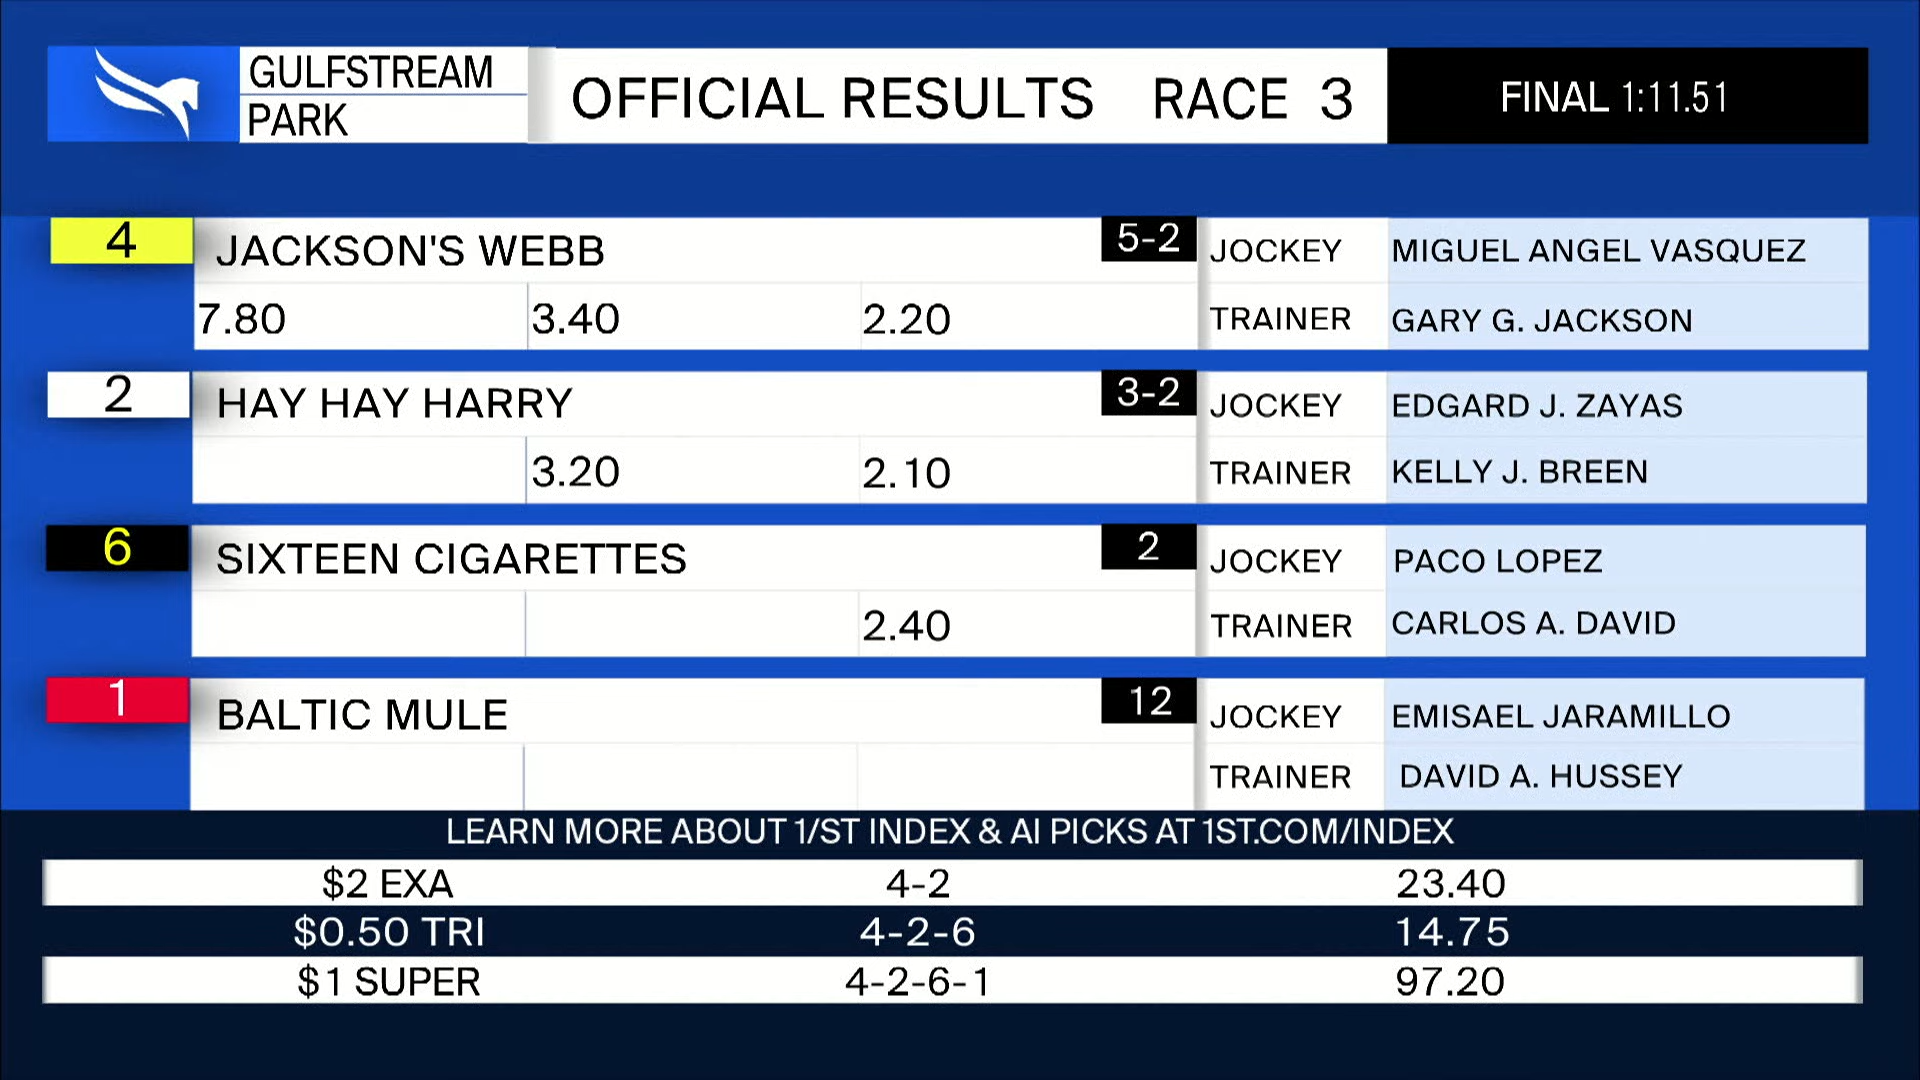 GULFSTREAM
PARK
OFFICIAL RESULTS RACE 3
FINAL 1:11.51
4 JACKSON'S WEBB 5-2 JOCKEY MIGUEL ANGEL VASQUEZ
7.80 3.40 2.20 TRAINER GARY G. JACKSON
2 HAY HAY HARRY 3-2 JOCKEY EDGARD J. ZAYAS
3.20 2.10 TRAINER KELLY J. BREEN
6 SIXTEEN CIGARETTES 2 JOCKEY PACO LOPEZ
2.40 TRAINER CARLOS A. DAVID
1 BALTIC MULE 12 JOCKEY EMISAEL JARAMILLO
TRAINER DAVID A. HUSSEY
LEARN MORE ABOUT 1/ST INDEX & AI PICKS AT 1ST.COM/INDEX
$2 EXA 4-2 23.40
$0.50 TRI 4-2-6 14.75
$1 SUPER 4-2-6-1 97.20